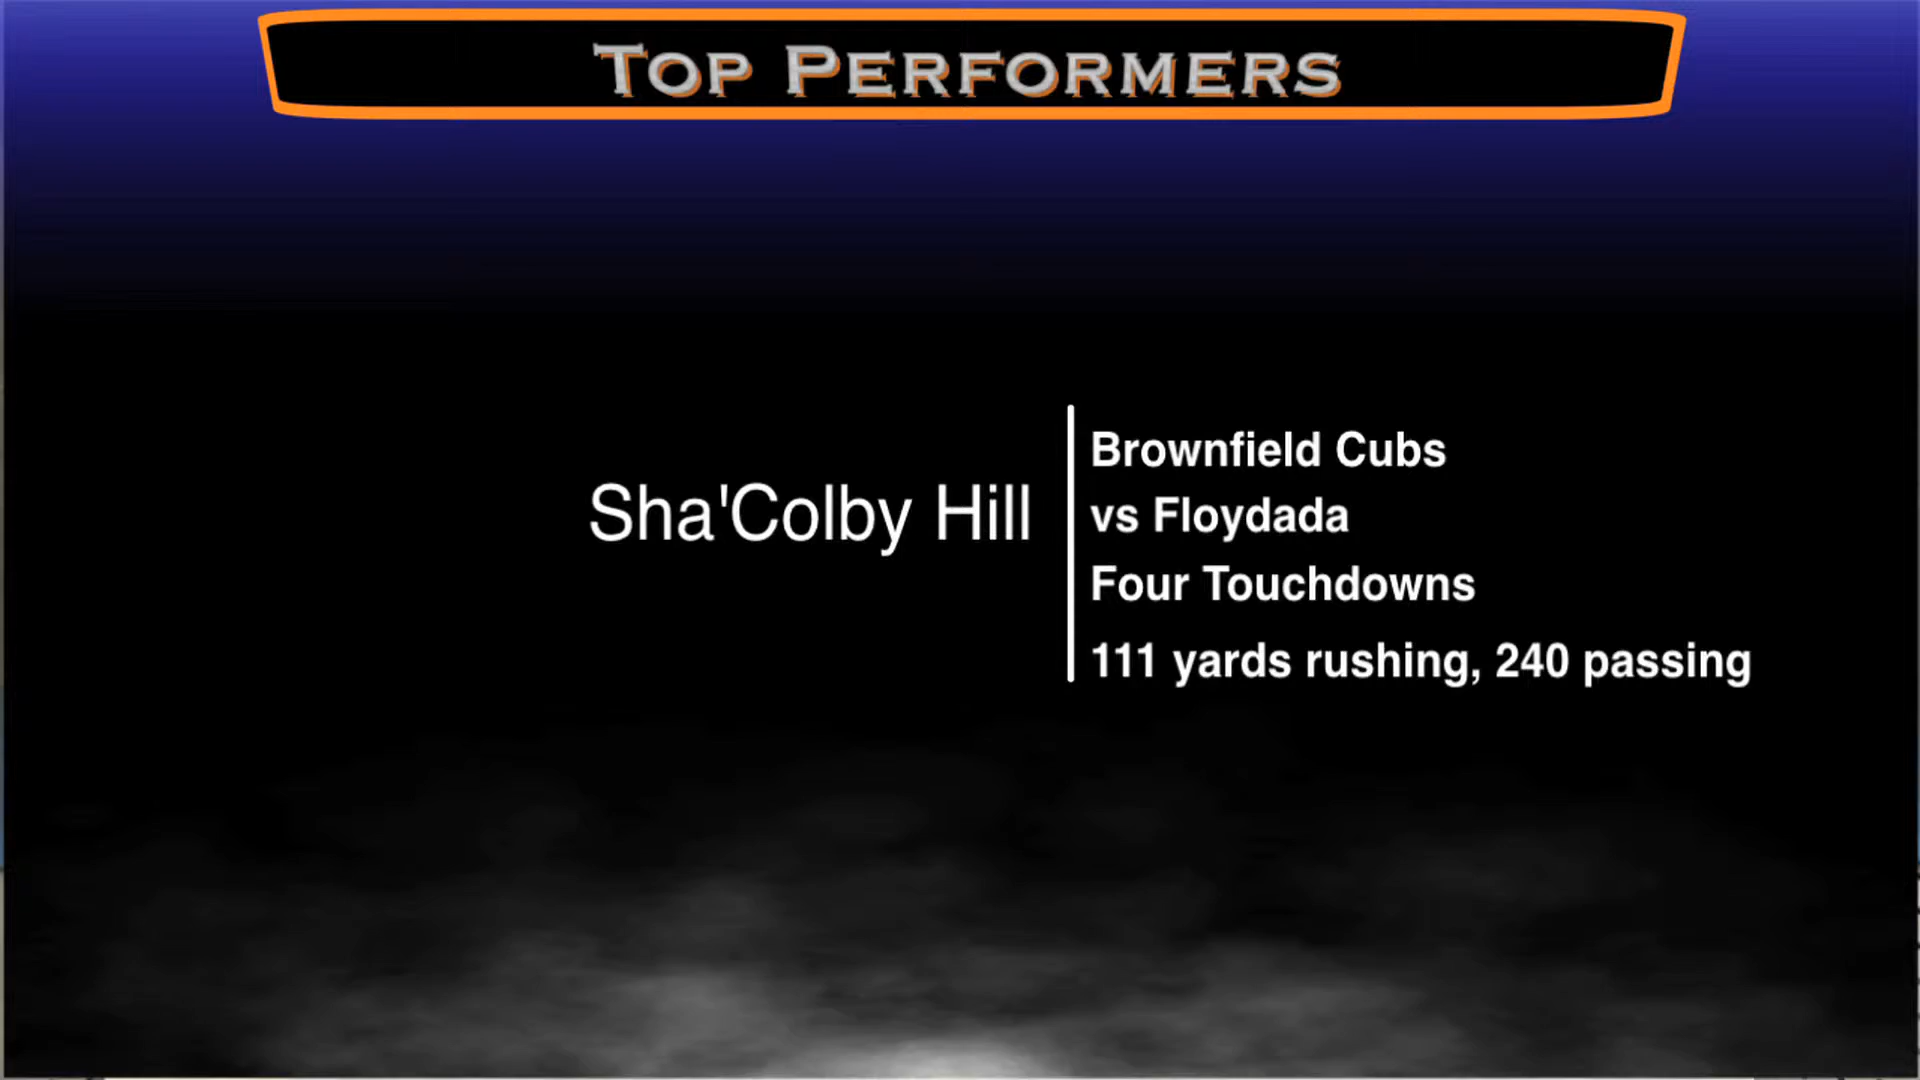 Top Performers
Sha'Colby Hill
Brownfield Cubs
vs Floydada
Four Touchdowns
111 yards rushing, 240 passing